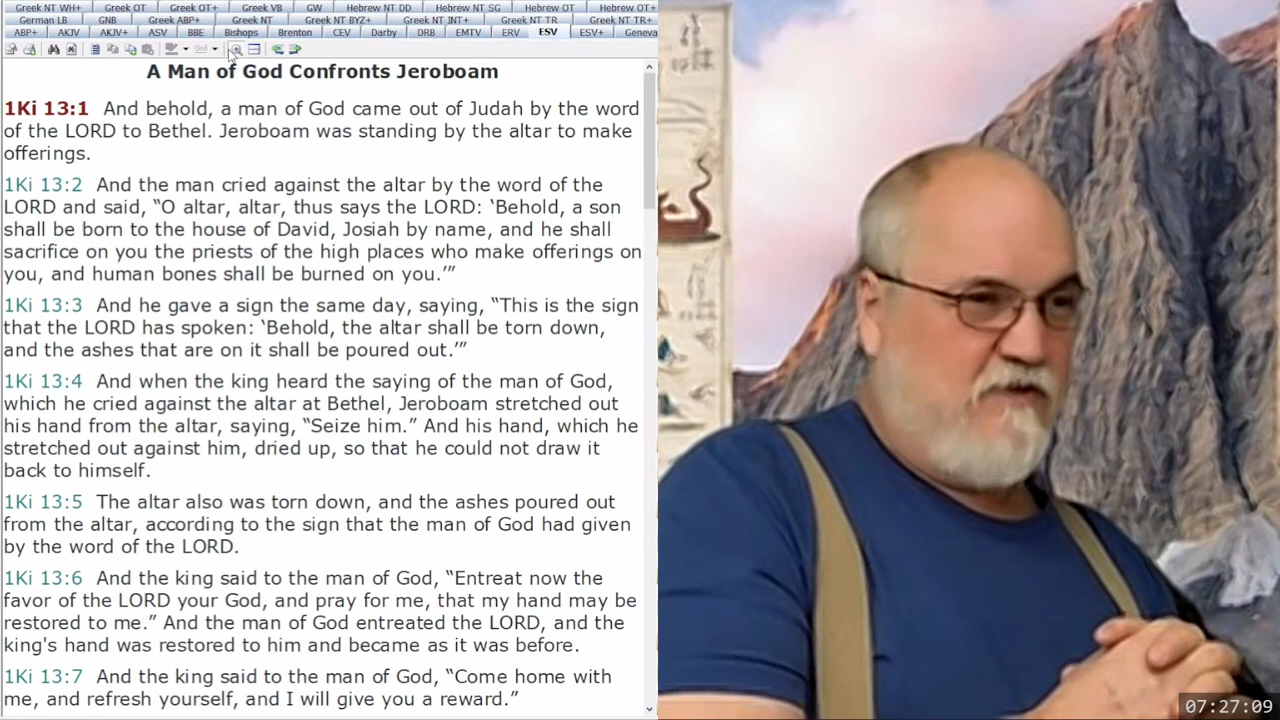 Greek NT WH+ Greek OT Greek OT+ Greek VB GW Hebrew NT DD Hebrew NT SG Hebrew OT Hebrew OT+
German LB GNB Greek ABP+ Greek NT Greek NT BYZ+ Greek NT INT+ Greek NT TR Greek NT TR+
ABP+ AKJV AKJV+ ASV BBE Bishops Brenton CEV Darby DRB EMTV ERV ESV ESV+ Geneva
A Man of God Confronts Jeroboam
1Ki 13:1 And behold, a man of God came out of Judah by the word
of the LORD to Bethel. Jeroboam was standing by the altar to make
offerings.
1Ki 13:2 And the man cried against the altar by the word of the
LORD and said, “O altar, altar, thus says the LORD: ‘Behold, a son
shall be born to the house of David, Josiah by name, and he shall
sacrifice on you the priests of the high places who make offerings on
you, and human bones shall be burned on you.’”
1Ki 13:3 And he gave a sign the same day, saying, “This is the sign
that the LORD has spoken: ‘Behold, the altar shall be torn down,
and the ashes that are on it shall be poured out.’”
1Ki 13:4 And when the king heard the saying of the man of God,
which he cried against the altar at Bethel, Jeroboam stretched out
his hand from the altar, saying, “Seize him.” And his hand, which he
stretched out against him, dried up, so that he could not draw it
back to himself.
1Ki 13:5 The altar also was torn down, and the ashes poured out
from the altar, according to the sign that the man of God had given
by the word of the LORD.
1Ki 13:6 And the king said to the man of God, “Entreat now the
favor of the LORD your God, and pray for me, that my hand may be
restored to me.” And the man of God entreated the LORD, and the
king's hand was restored to him and became as it was before.
1Ki 13:7 And the king said to the man of God, “Come home with
me, and refresh yourself, and I will give you a reward.”
07:27:09